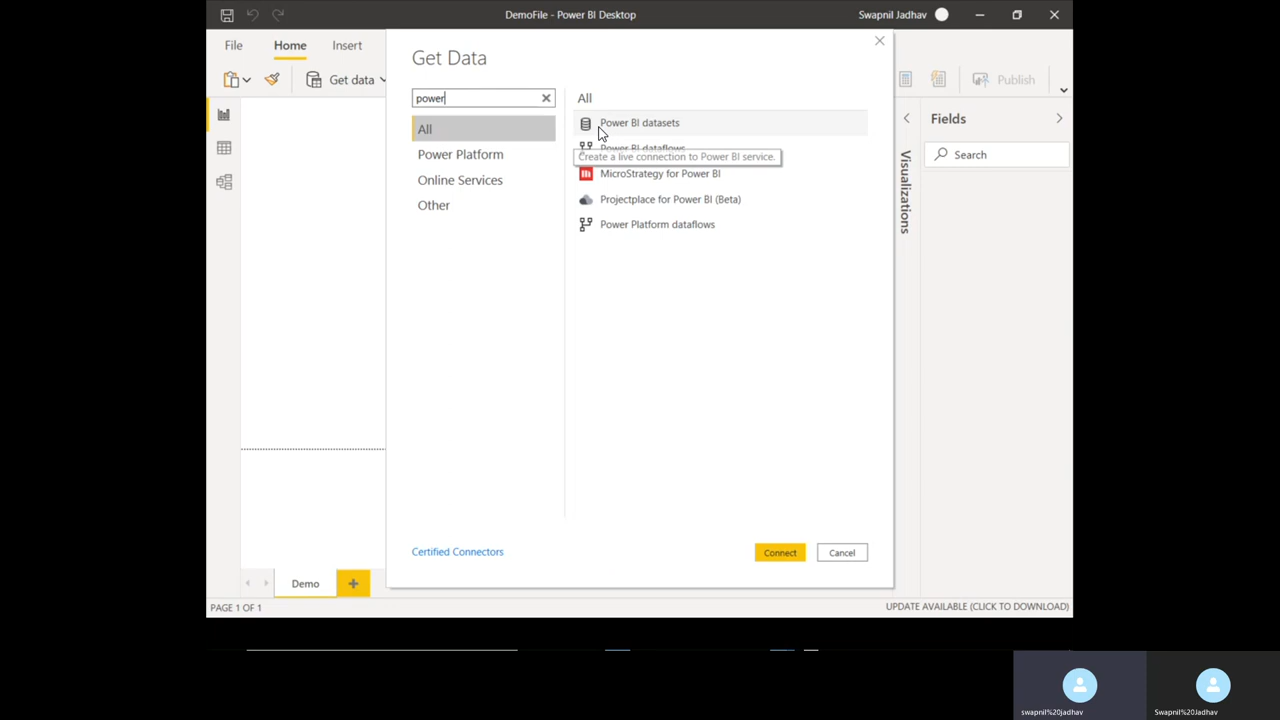 DemoFile - Power BI Desktop
Swapnil Jadhav
File
Home
Insert
Get data
Publish
Get Data
power
All
Power Platform
Online Services
Other
All
Power BI datasets
Power BI dataflows
Create a live connection to Power BI service.
MicroStrategy for Power BI
Projectplace for Power BI (Beta)
Power Platform dataflows
Certified Connectors
Connect
Cancel
Visualizations
Fields
Search
Demo
PAGE 1 OF 1
UPDATE AVAILABLE (CLICK TO DOWNLOAD)
swapnil%20jadhav
Swapnil%20Jadhav